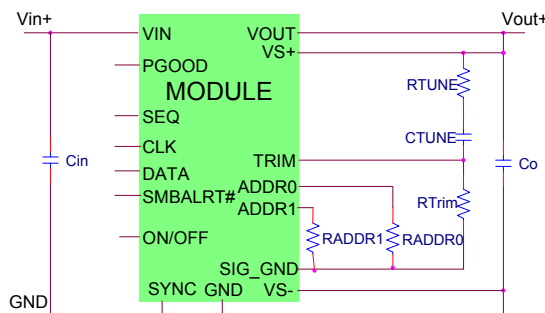 Vin+
Vout+
VIN
VOUT
VS+
PGOOD
RTUNE
MODULE
SEQ
CTUNE
CLK
TRIM
Cin
Co
DATA
ADDR0
SMBALRT#
RTrim
ADDR1
ON/OFF
RADDR1
RADDR0
SIG_GND
SYNC
GND
VS-
GND